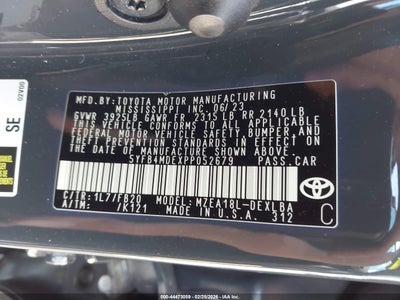 MFD.BY:TOYOTA MOTOR MANUFACTURING
MISSISSIPPI INC. 06/23
GVWR 3925LB GAWR FR 2315LB RR 2140LB
THIS VEHICLE CONFORMS TO ALL APPLICABLE
FEDERAL MOTOR VEHICLE SAFETY, BUMPER, AND
THEFT PREVENTION STANDARDS IN EFFECT ON THE
DATE OF MANUFACTURE SHOWN ABOVE.
5YFB4MDEXPP052679 PASS.CAR
C/TR: 1L7/FB20 MODEL: MZEA18L-DEXLBA
A/TM: /K121 MADE IN U.S.A. 312
TOYOTA
C
SE
02V00
000-44473059 - 02/25/2026 - IAAI